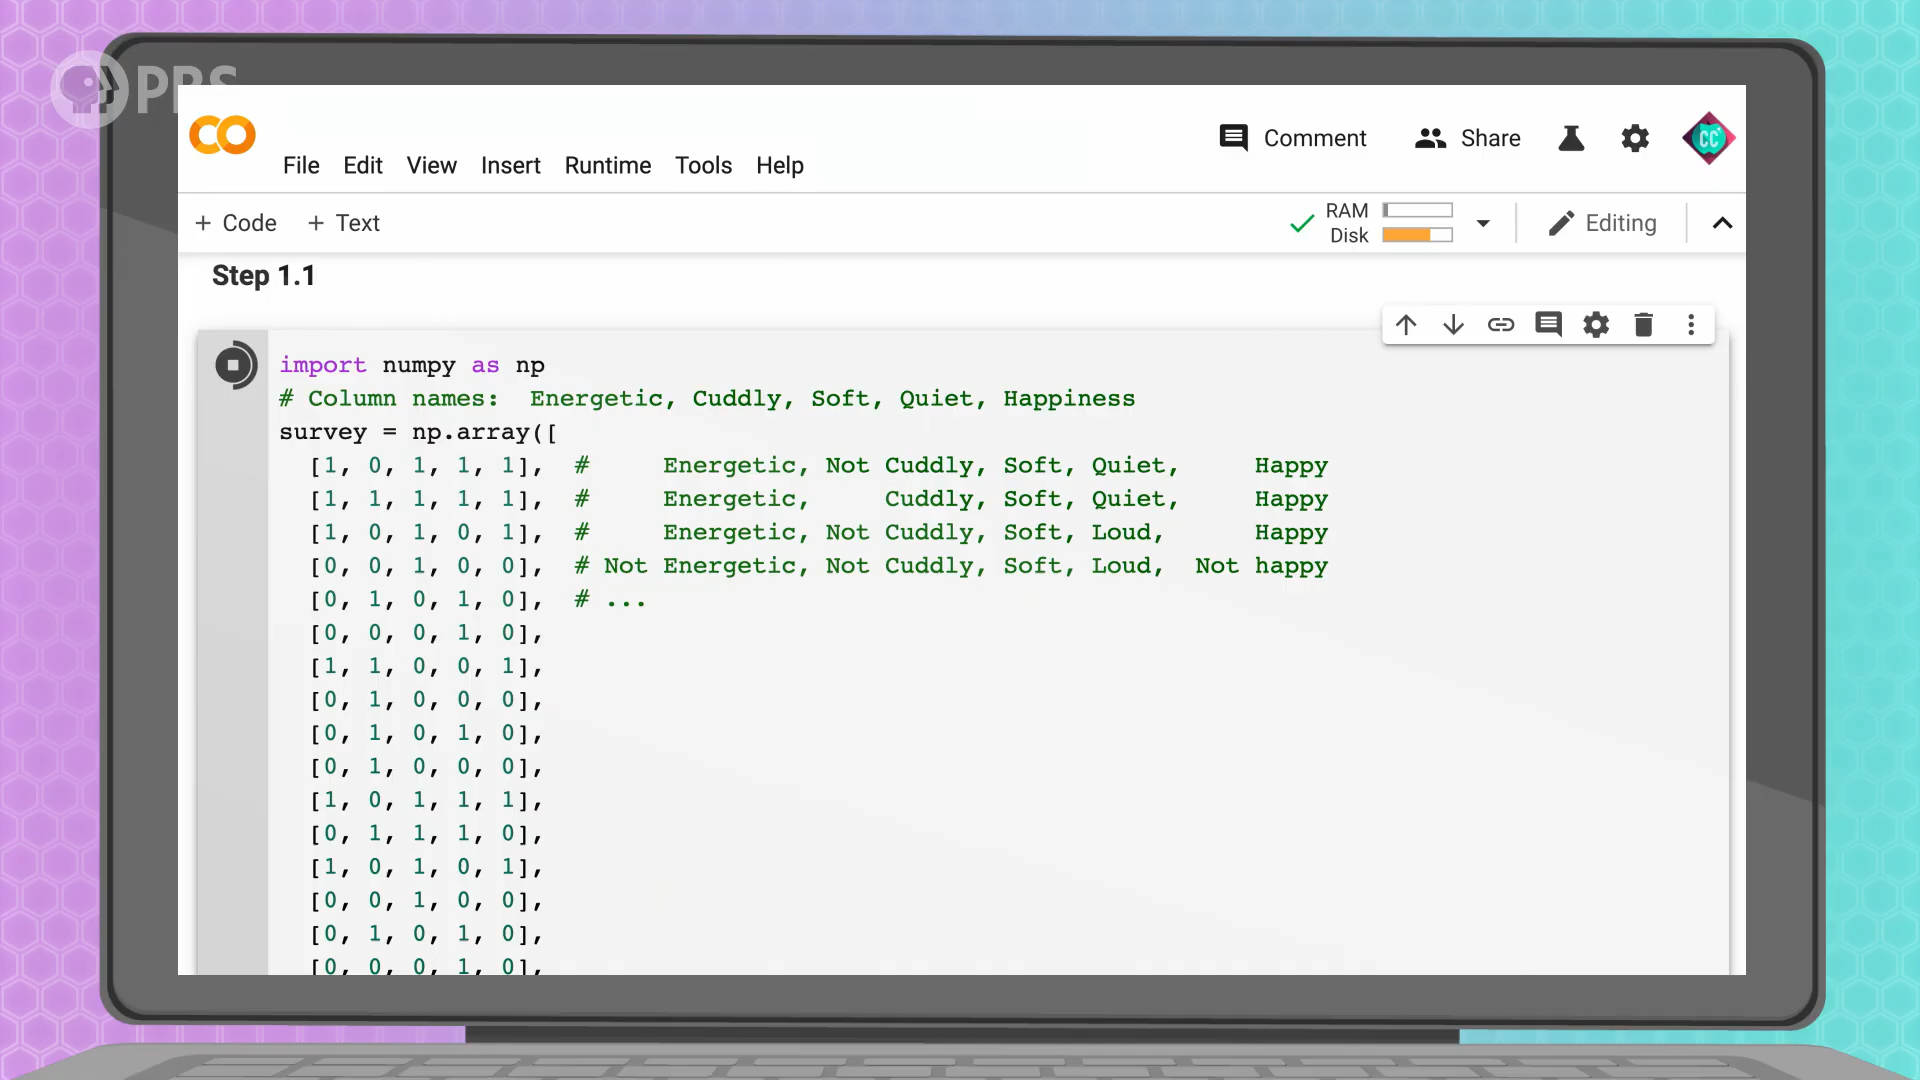 PBS
CC
File Edit View Insert Runtime Tools Help
Comment Share
+ Code + Text
RAM
Disk
Editing
Step 1.1
import numpy as np
# Column names:  Energetic, Cuddly, Soft, Quiet, Happiness
survey = np.array([
[1, 0, 1, 1, 1],  #     Energetic, Not Cuddly, Soft, Quiet,     Happy
[1, 1, 1, 1, 1],  #     Energetic,     Cuddly, Soft, Quiet,     Happy
[1, 0, 1, 0, 1],  #     Energetic, Not Cuddly, Soft, Loud,      Happy
[0, 0, 1, 0, 0],  # Not Energetic, Not Cuddly, Soft, Loud,  Not happy
[0, 1, 0, 1, 0],  # ...
[0, 0, 0, 1, 0],
[1, 1, 0, 0, 1],
[0, 1, 0, 0, 0],
[0, 1, 0, 1, 0],
[0, 1, 0, 0, 0],
[1, 0, 1, 1, 1],
[0, 1, 1, 1, 0],
[1, 0, 1, 0, 1],
[0, 0, 1, 0, 0],
[0, 1, 0, 1, 0],
[0, 0, 0, 1, 0],